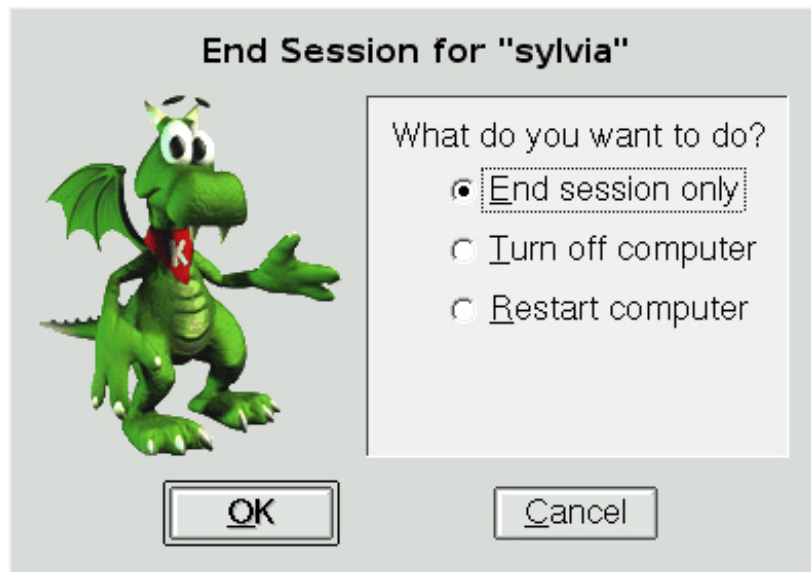 End Session for "sylvia"
What do you want to do?
End session only
Turn off computer
Restart computer
K
OK
Cancel